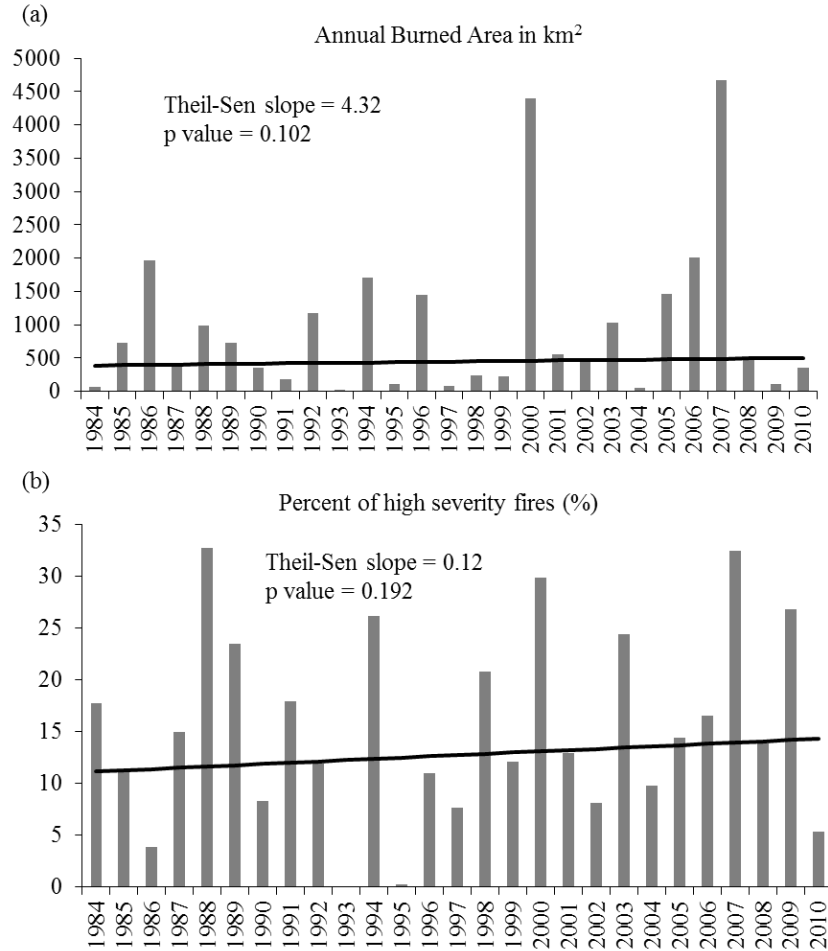 (a)
Annual Burned Area in km²
5000
4500
4000
3500
3000
2500
2000
1500
1000
500
0
Theil-Sen slope = 4.32
p value = 0.102
1984 1985 1986 1987 1988 1989 1990 1991 1992 1993 1994 1995 1996 1997 1998 1999 2000 2001 2002 2003 2004 2005 2006 2007 2008 2009 2010
(b)
Percent of high severity fires (%)
35
30
25
20
15
10
5
0
Theil-Sen slope = 0.12
p value = 0.192
1984 1985 1986 1987 1988 1989 1990 1991 1992 1993 1994 1995 1996 1997 1998 1999 2000 2001 2002 2003 2004 2005 2006 2007 2008 2009 2010